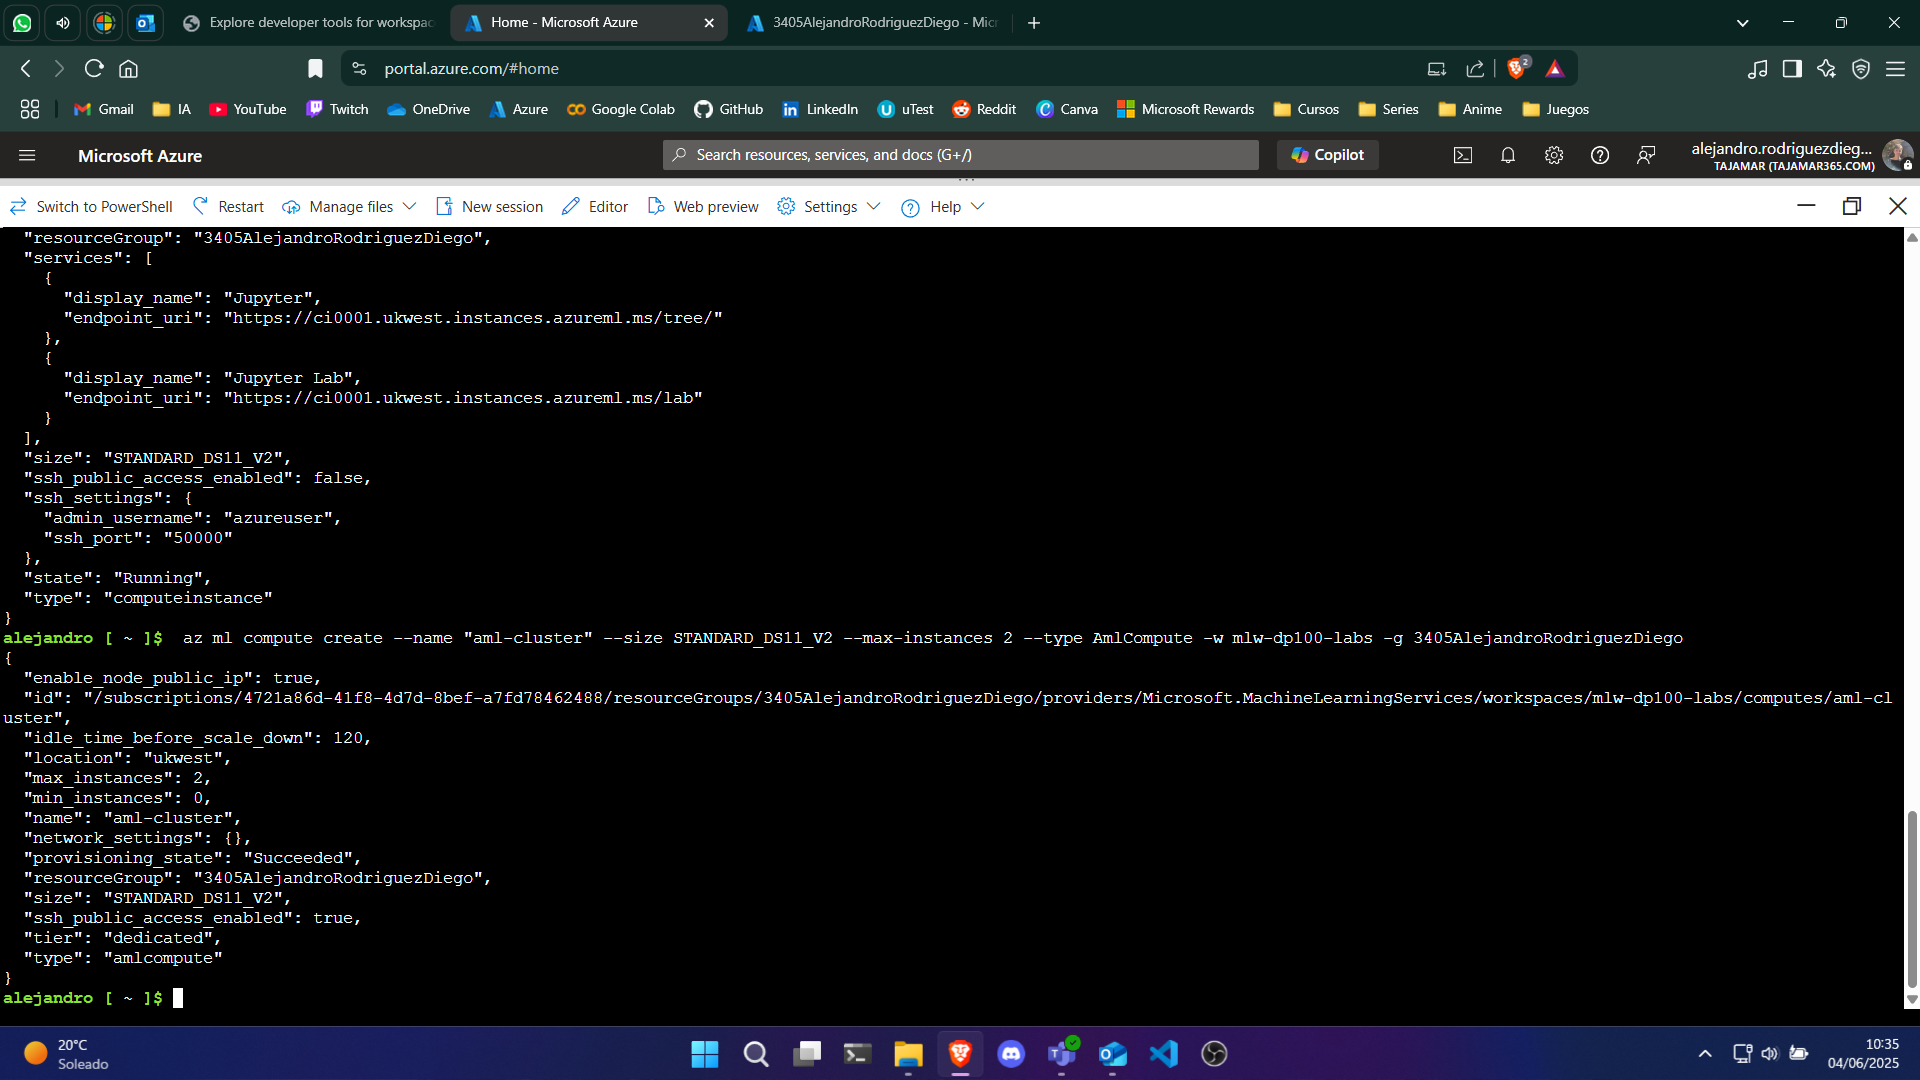 Explore developer tools for workspac
Home - Microsoft Azure
3405AlejandroRodriguezDiego - Micr
portal.azure.com/#home
2
Gmail
IA
YouTube
Twitch
OneDrive
Azure
Google Colab
GitHub
LinkedIn
uTest
Reddit
Canva
Microsoft Rewards
Cursos
Series
Anime
Juegos
Microsoft Azure
Search resources, services, and docs (G+/)
Copilot
alejandro.rodriguezdieg...
TAJAMAR (TAJAMAR365.COM)
Switch to PowerShell
Restart
Manage files
New session
Editor
Web preview
Settings
Help
"resourceGroup": "3405AlejandroRodriguezDiego",
"services": [
{
"display_name": "Jupyter",
"endpoint_uri": "https://ci0001.ukwest.instances.azureml.ms/tree/"
},
{
"display_name": "Jupyter Lab",
"endpoint_uri": "https://ci0001.ukwest.instances.azureml.ms/lab"
}
],
"size": "STANDARD_DS11_V2",
"ssh_public_access_enabled": false,
"ssh_settings": {
"admin_username": "azureuser",
"ssh_port": "50000"
},
"state": "Running",
"type": "computeinstance"
}
alejandro [ ~ ]$ az ml compute create --name "aml-cluster" --size STANDARD_DS11_V2 --max-instances 2 --type AmlCompute -w mlw-dp100-labs -g 3405AlejandroRodriguezDiego
{
"enable_node_public_ip": true,
"id": "/subscriptions/4721a86d-41f8-4d7d-8bef-a7fd78462488/resourceGroups/3405AlejandroRodriguezDiego/providers/Microsoft.MachineLearningServices/workspaces/mlw-dp100-labs/computes/aml-cl
uster",
"idle_time_before_scale_down": 120,
"location": "ukwest",
"max_instances": 2,
"min_instances": 0,
"name": "aml-cluster",
"network_settings": {},
"provisioning_state": "Succeeded",
"resourceGroup": "3405AlejandroRodriguezDiego",
"size": "STANDARD_DS11_V2",
"ssh_public_access_enabled": true,
"tier": "dedicated",
"type": "amlcompute"
}
alejandro [ ~ ]$
20°C
Soleado
10:35
04/06/2025